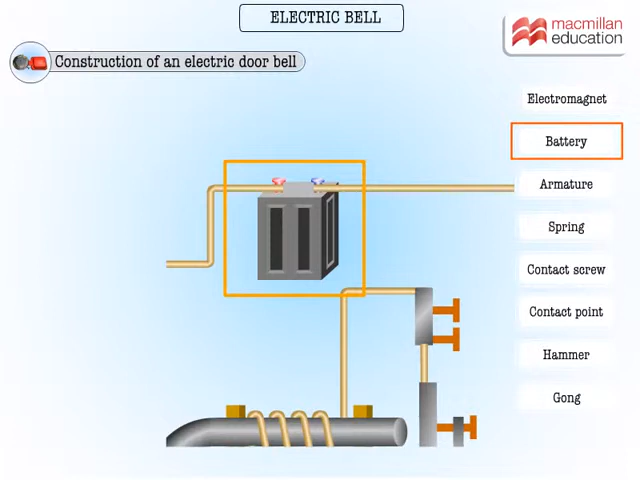 ELECTRIC BELL
macmillan
education
Construction of an electric door bell
Electromagnet
Battery
Armature
Spring
Contact screw
Contact point
Hammer
Gong